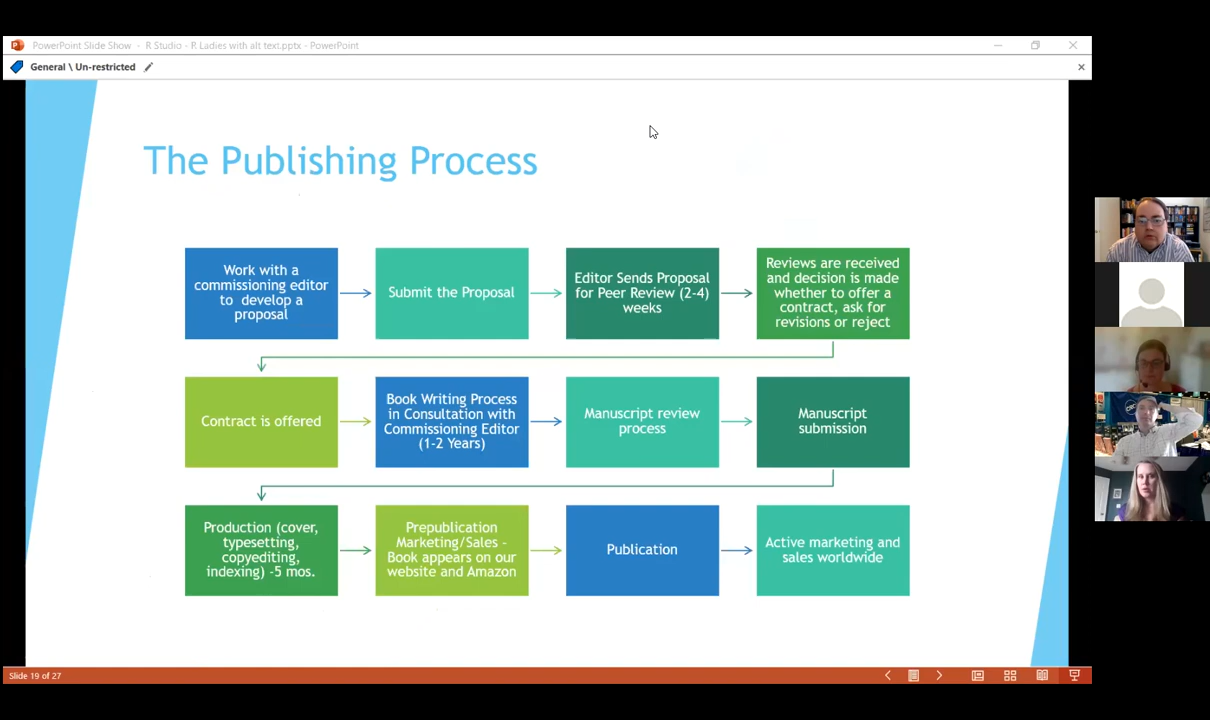 PowerPoint Slide Show - R Studio - R Ladies with alt text.pptx - PowerPoint
General \ Un-restricted
The Publishing Process
Work with a
commissioning editor
to develop a
proposal
Submit the Proposal
Editor Sends Proposal
for Peer Review (2-4)
weeks
Reviews are received
and decision is made
whether to offer a
contract, ask for
revisions or reject
Contract is offered
Book Writing Process
in Consultation with
Commissioning Editor
(1-2 Years)
Manuscript review
process
Manuscript
submission
Production (cover,
typesetting,
copyediting,
indexing) -5 mos.
Prepublication
Marketing/Sales -
Book appears on our
website and Amazon
Publication
Active marketing and
sales worldwide
Slide 19 of 27